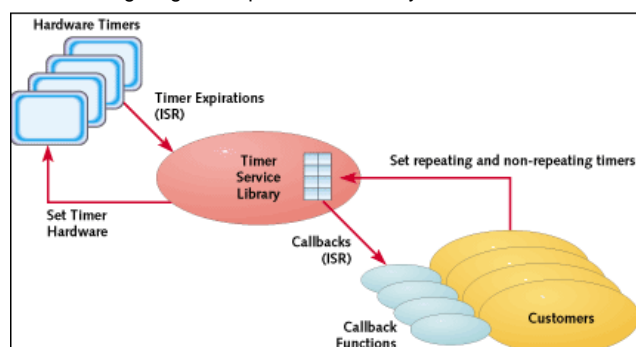 Hardware Timers
Timer Expirations
(ISR)
Timer
Service
Library
Set repeating and non-repeating timers
Set Timer
Hardware
Callbacks
(ISR)
Callback
Functions
Customers